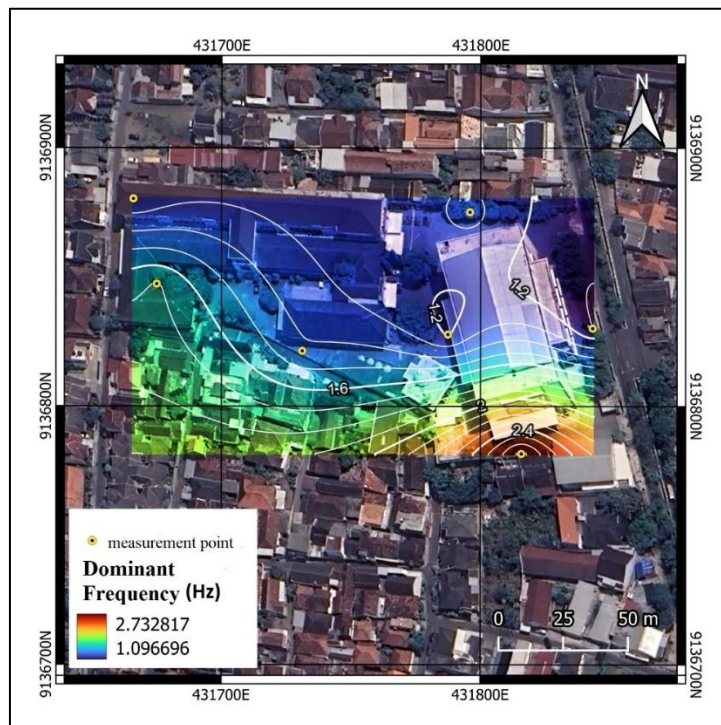 431700E 431800E
N
9136900N 9136900N
1.2
1.2
1.6
9136800N 9136800N
2
2.4
measurement point
Dominant
Frequency (Hz)
2.732817
1.096696
0 25 50 m
9136700N 9136700N
431700E 431800E